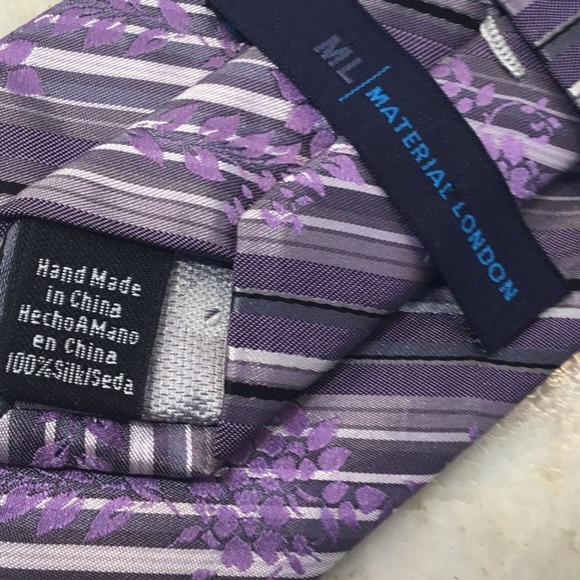 ML | MATERIAL LONDON
Hand Made
in China
HechoAMano
en China
100%Silk/Seda